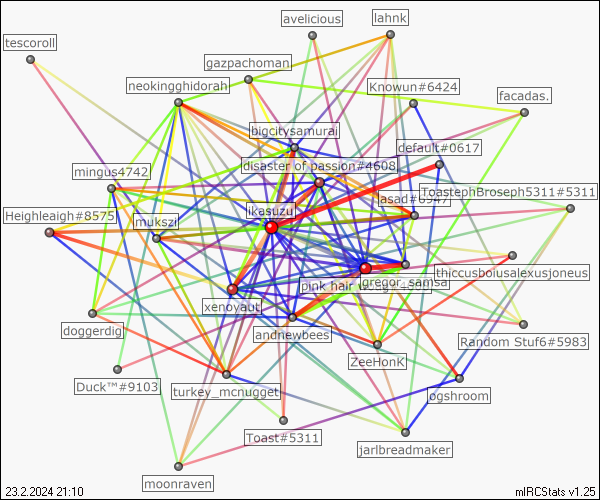 avelicious
lahnk
tescoroll
gazpachoman
neokingghidorah
Knowun#6424
facadas.
bigcitysamurai
default#0617
disaster of passion#4608
mingus4742
ToastephBroseph5311#5311
asad#6947
ikasuzu
Heighleaigh#8575
mukszi
thiccusbousalexusjoneus
pink hair
gregor_samsa
xenoyaut
doggerdig
andnewbees
Random Stuf6#5983
ZeeHonK
Duck™#9103
turkey_mcnugget
ogshroom
Toast#5311
jarlbreadmaker
moonraven
23.2.2024 21:10
mIRCStats v1.25